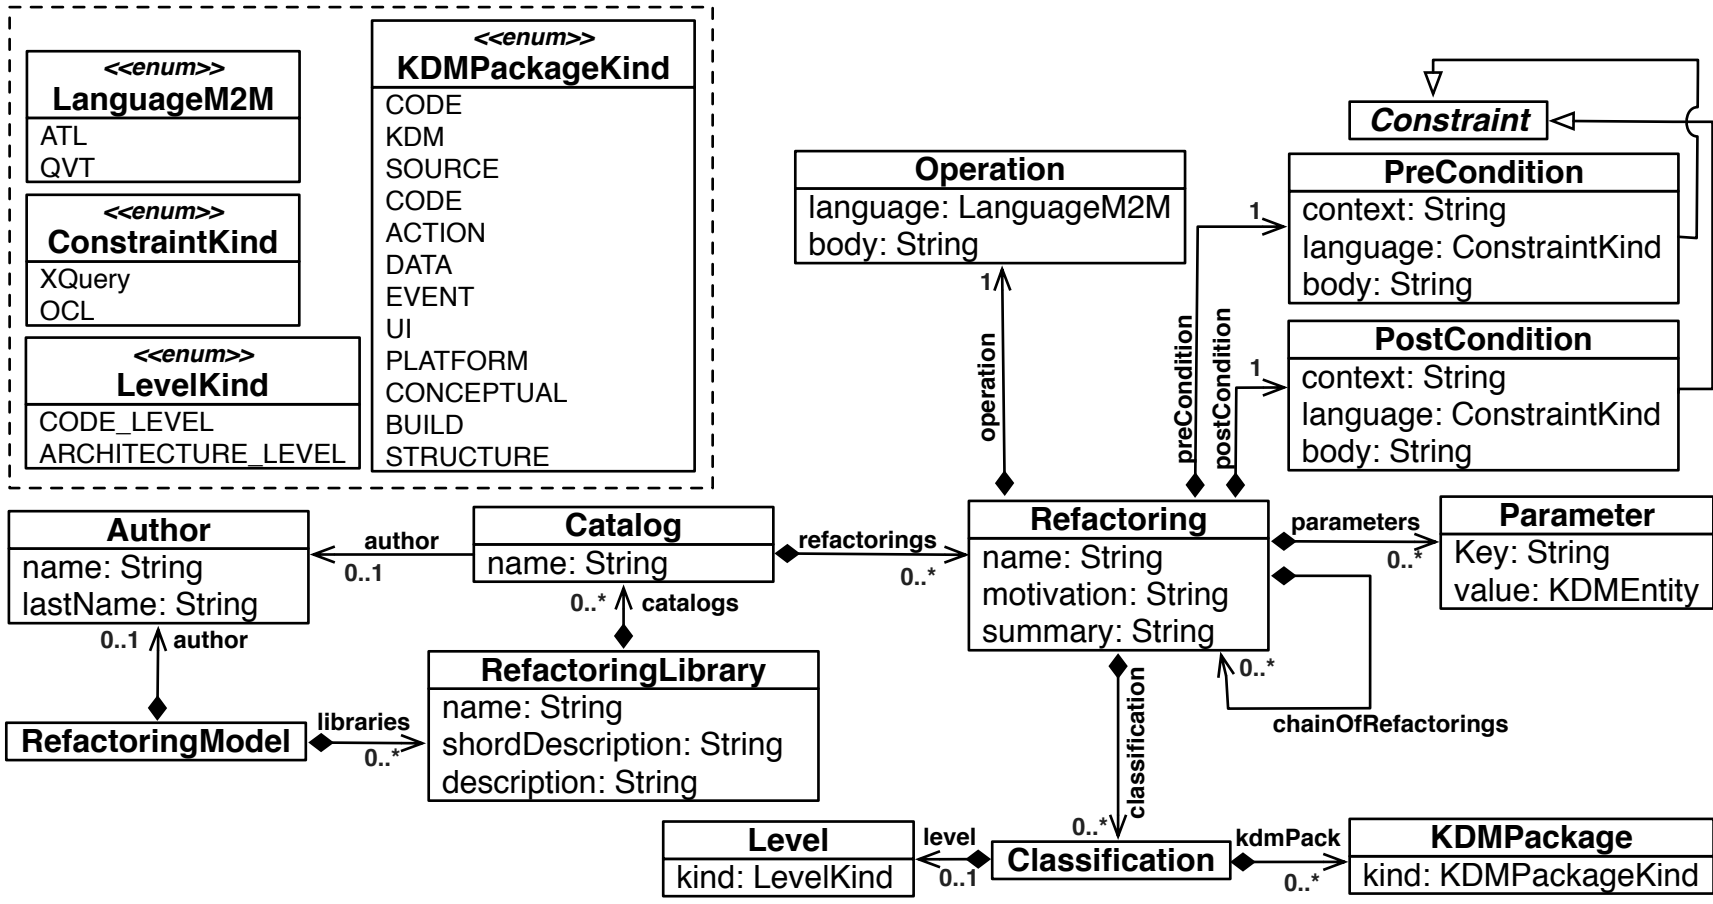 <<enum>>
LanguageM2M
ATL
QVT
<<enum>>
ConstraintKind
XQuery
OCL
<<enum>>
LevelKind
CODE_LEVEL
ARCHITECTURE_LEVEL
<<enum>>
KDMPackageKind
CODE
KDM
SOURCE
CODE
ACTION
DATA
EVENT
UI
PLATFORM
CONCEPTUAL
BUILD
STRUCTURE
Constraint
Operation
language: LanguageM2M
body: String
PreCondition
context: String
language: ConstraintKind
body: String
PostCondition
context: String
language: ConstraintKind
body: String
1
operation
1
preCondition
1
postCondition
Author
name: String
lastName: String
author
0..1
Catalog
name: String
refactorings
0..*
Refactoring
name: String
motivation: String
summary: String
parameters
0..*
Parameter
Key: String
value: KDMEntity
0..*
chainOfRefactorings
0..1 author
0..* catalogs
RefactoringModel
libraries
0..*
RefactoringLibrary
name: String
shordDescription: String
description: String
classification
0..*
Level
kind: LevelKind
level
0..1
Classification
kdmPack
0..*
KDMPackage
kind: KDMPackageKind